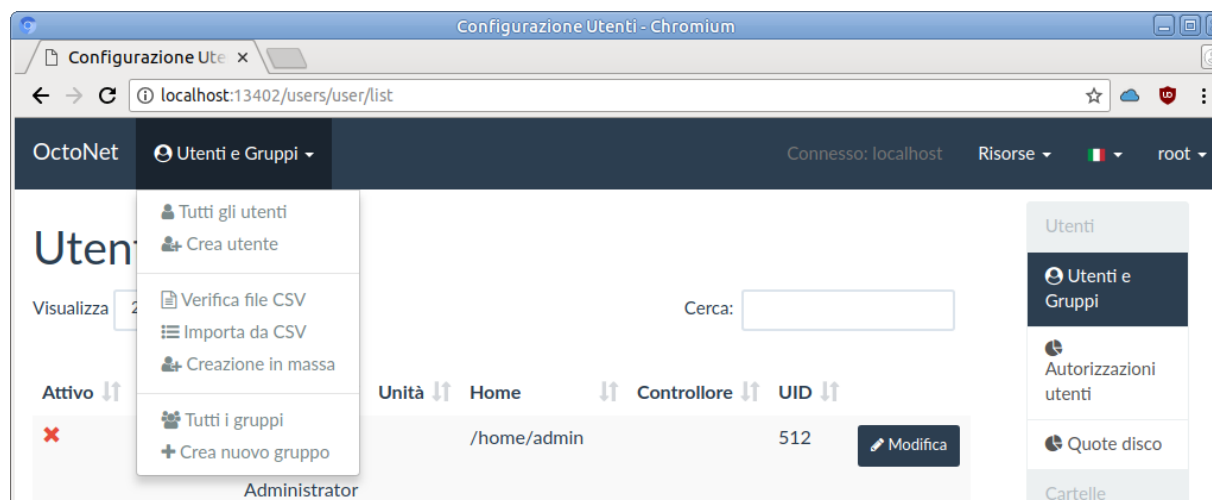 Configurazione Utenti - Chromium
Configurazione Ute
localhost:13402/users/user/list
OctoNet
Utenti e Gruppi
Connesso: localhost
Risorse
root
Tutti gli utenti
Crea utente
Verifica file CSV
Importa da CSV
Creazione in massa
Tutti i gruppi
Crea nuovo gruppo
Uten
Visualizza 2
Cerca:
Attivo
Unità
Home
Controllore
UID
/home/admin
512
Modifica
Administrator
Utenti
Utenti e
Gruppi
Autorizzazioni
utenti
Quote disco
Cartelle